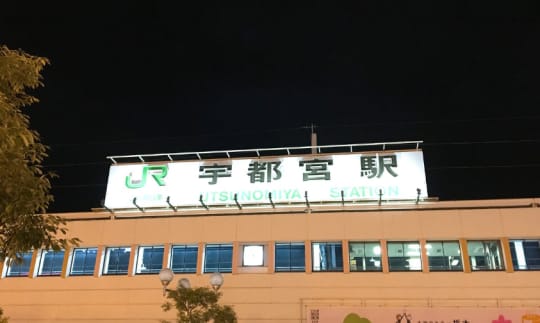 JR 宇都宮駅
UTSUNOMIYA STATION